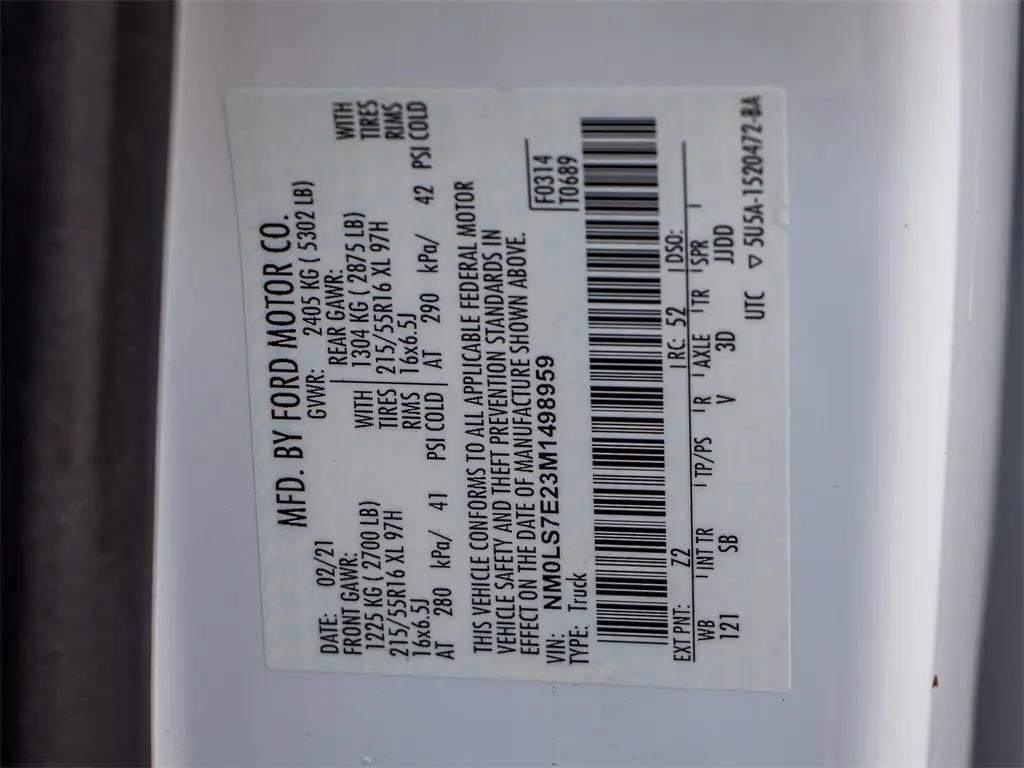 MFD. BY FORD MOTOR CO.
DATE: 02/21 GVWR: 2405 KG ( 5302 LB)
FRONT GAWR: REAR GAWR:
1225 KG ( 2700 LB) WITH 1304 KG ( 2875 LB) WITH
215/55R16 XL 97H TIRES 215/55R16 XL 97H TIRES
16x6.5J RIMS 16x6.5J RIMS
AT 280 kPa/ 41 PSI COLD AT 290 kPa/ 42 PSI COLD
THIS VEHICLE CONFORMS TO ALL APPLICABLE FEDERAL MOTOR
VEHICLE SAFETY AND THEFT PREVENTION STANDARDS IN
EFFECT ON THE DATE OF MANUFACTURE SHOWN ABOVE.
VIN: NM0LS7E23M1498959 F0314
TYPE: Truck T0689
EXT PNT: Z2 RC: 52 DSO:
WB INT TR TP/PS R AXLE TR SPR
121 SB V 3D JJDD
UTC ▽ 5U5A-1520472-BA